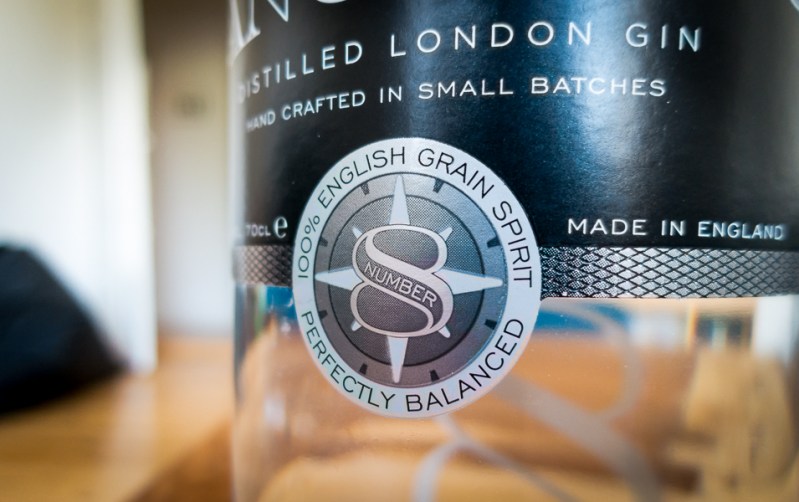 DISTILLED LONDON GIN
HAND CRAFTED IN SMALL BATCHES
100% ENGLISH GRAIN SPIRIT
70CL e
MADE IN ENGLAND
8
NUMBER
PERFECTLY BALANCED